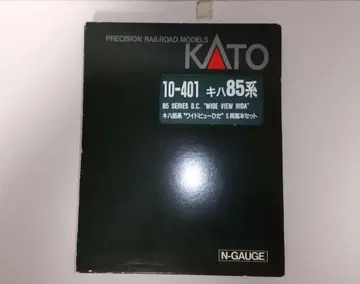 PRECISION RAILROAD MODELS
KATO
10-401 キハ85系
85 SERIES D.C. "WIDE VIEW HIDA"
キハ85系"ワイドビューひだ" 5両基本セット
N-GAUGE